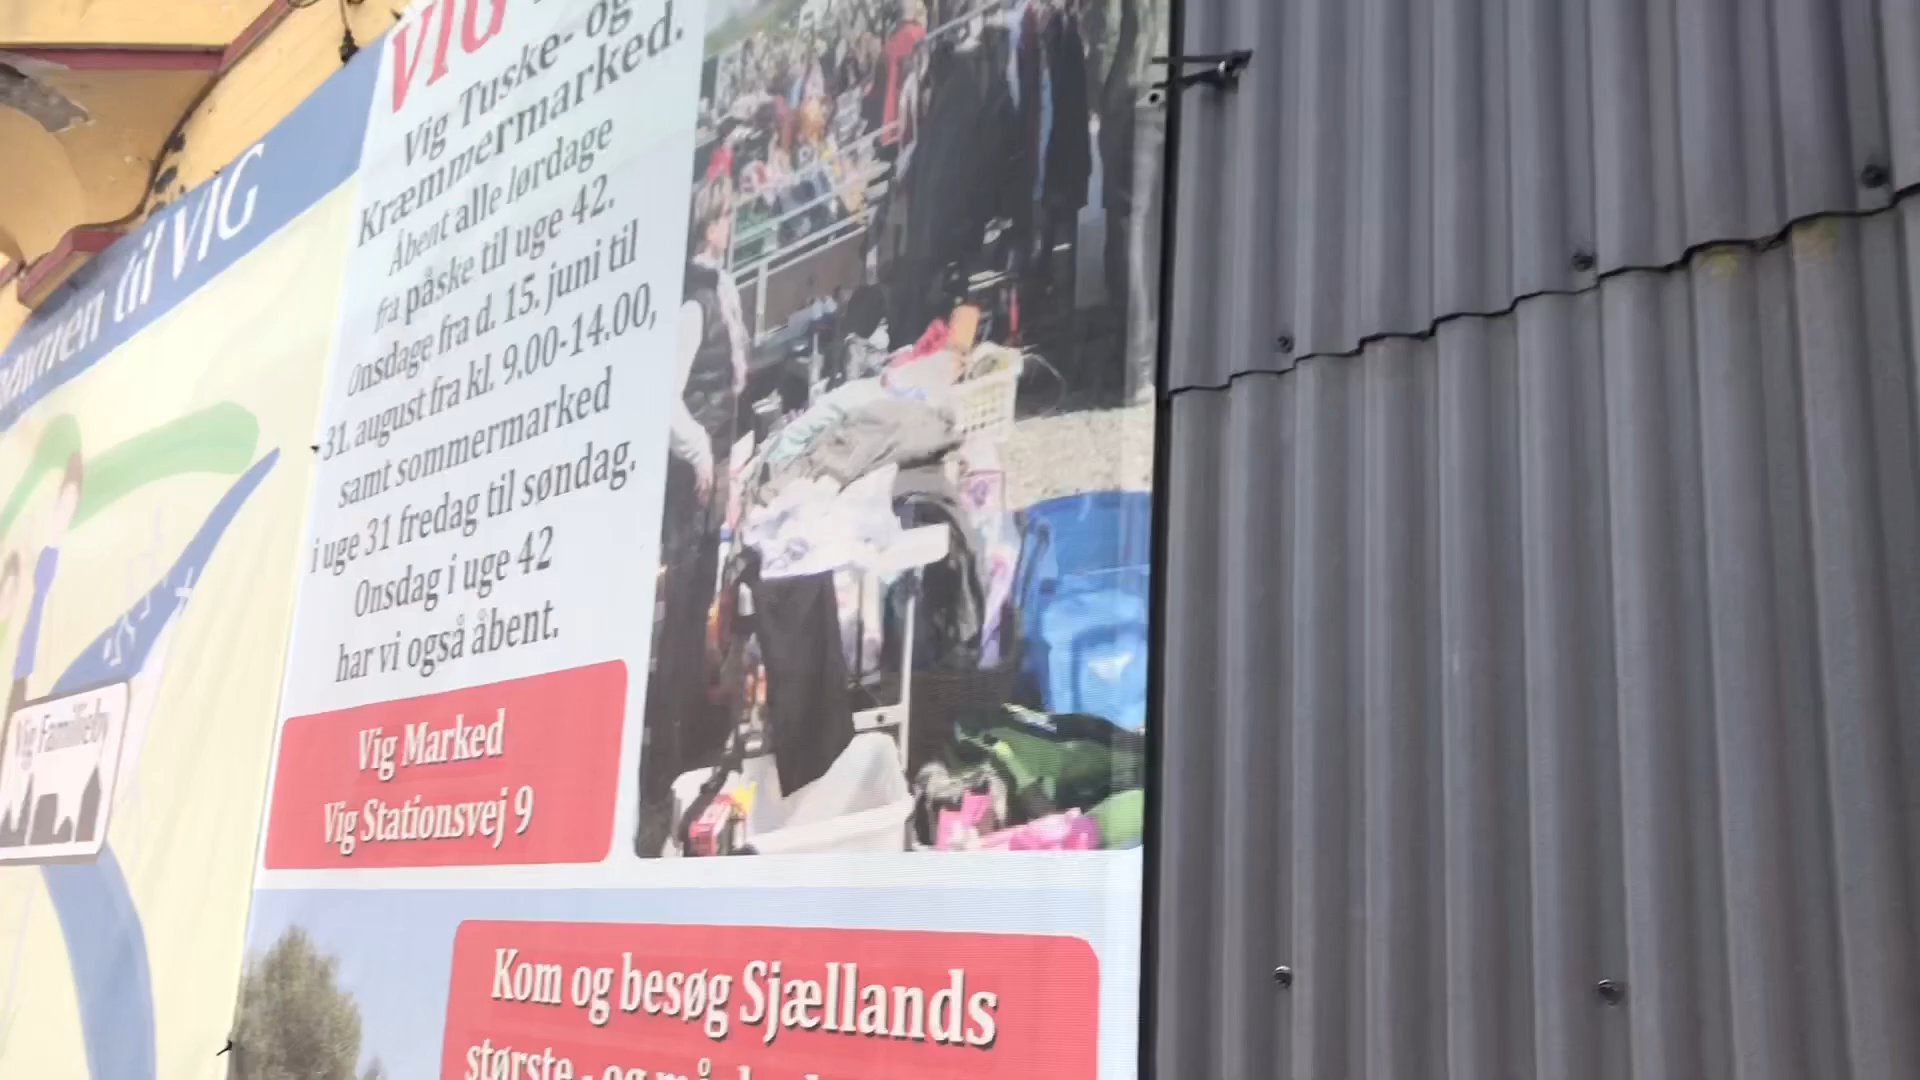 til VIG
VIG
Vig Tuske- og
Kræmmermarked.
Åbent alle lørdage
fra påske til uge 42.
Onsdage fra d. 15. juni til
31. august fra kl. 9.00-14.00,
samt sommermarked
i uge 31 fredag til søndag.
Onsdag i uge 42
har vi også åbent.
Vig Marked
Vig Stationsvej 9
Vig Familieby
Kom og besøg Sjællands
største - og